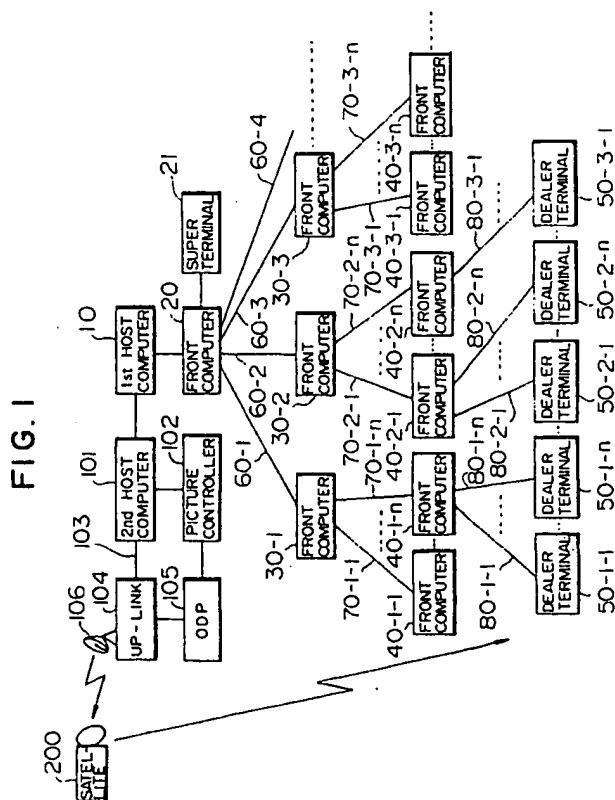 FIG. 1
106
104
103
101
10
UP-LINK
2nd HOST
COMPUTER
1st HOST
COMPUTER
105
102
20
21
ODP
PICTURE
CONTROLLER
FRONT
COMPUTER
SUPER
TERMINAL
200
SATEL-
LITE
60-1
60-2
60-3
60-4
30-1
FRONT
COMPUTER
30-2
FRONT
COMPUTER
30-3
FRONT
COMPUTER
70-1-1
70-1-n
70-2-1
70-2-n
70-3-1
70-3-n
40-1-1
40-1-n
40-2-1
40-2-n
40-3-1
40-3-n
FRONT
COMPUTER
FRONT
COMPUTER
FRONT
COMPUTER
FRONT
COMPUTER
FRONT
COMPUTER
FRONT
COMPUTER
80-1-1
80-1-n
80-2-1
80-2-n
80-3-1
DEALER
TERMINAL
DEALER
TERMINAL
DEALER
TERMINAL
DEALER
TERMINAL
DEALER
TERMINAL
50-1-1
50-1-n
50-2-1
50-2-n
50-3-1